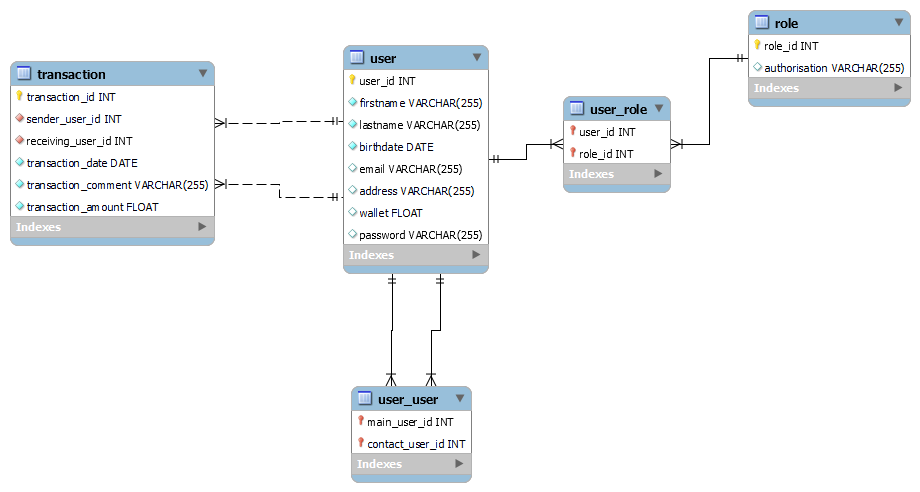 transaction
transaction_id INT
sender_user_id INT
receiving_user_id INT
transaction_date DATE
transaction_comment VARCHAR(255)
transaction_amount FLOAT
Indexes
user
user_id INT
firstname VARCHAR(255)
lastname VARCHAR(255)
birthdate DATE
email VARCHAR(255)
address VARCHAR(255)
wallet FLOAT
password VARCHAR(255)
Indexes
user_role
user_id INT
role_id INT
Indexes
role
role_id INT
authorisation VARCHAR(255)
Indexes
user_user
main_user_id INT
contact_user_id INT
Indexes